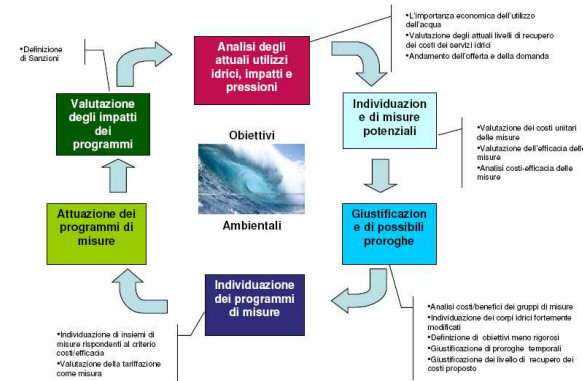 Analisi degli
attuali utilizzi
idrici, impatti e
pressioni
•L'importanza economica dell'utilizzo
dell'acqua
•Valutazione degli attuali livelli di recupero
dei costi dei servizi idrici
•Andamento dell'offerta e della domanda
Individuazion
e di misure
potenziali
•Valutazione dei costi unitari
delle misure
•Valutazione dell'efficacia delle
misure
•Analisi costi-efficacia delle
misure
Giustificazion
e di possibili
proroghe
•Analisi costi/benefici dei gruppi di misure
•Individuazione dei corpi idrici fortemente
modificati
•Definizione di obiettivi meno rigorosi
•Giustificazione di proroghe temporali
•Giustificazione del livello di recupero dei
costi proposto
Individuazione
dei programmi
di misura
•Individuazione di insiemi di
misure rispondenti al criterio
costi/efficacia
•Valutazione della tariffazione
come misura
Attuazione dei
programmi di
misure
Valutazione
degli impatti
dei
programmi
•Definizione
di Sanzioni
Obiettivi
Ambientali